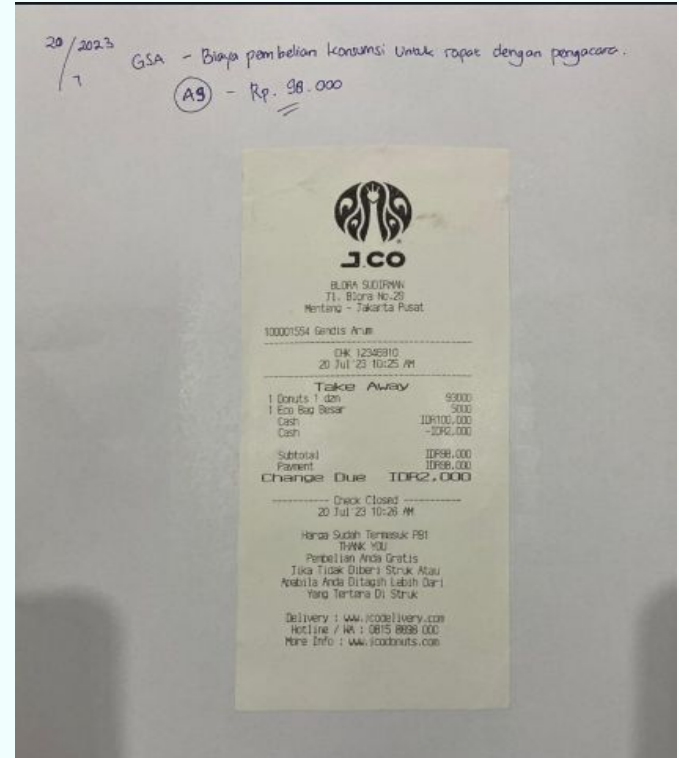 20/7 2023
GSA - Biaya pembelian konsumsi untuk rapat dengan pengacara.
A9 - Rp. 98.000
J.CO
BLORA SUDIRMAN
Jl. Blora No.29
Menteng - Jakarta Pusat
100001554 Gendis Arum
CHK 12346910
20 Jul'23 10:25 AM
Take Away
1 Donuts 1 dzn 93000
1 Eco Bag Besar 5000
Cash IDR100,000
Cash -IDR2,000
Subtotal IDR98,000
Payment IDR98,000
Change Due IDR2,000
---------- Check Closed ----------
20 Jul'23 10:26 AM
Harga Sudah Termasuk PB1
THANK YOU
Pembelian Anda Gratis
Jika Tidak Diberi Struk Atau
Apabila Anda Ditagih Lebih Dari
Yang Tertera Di Struk
Delivery : www.jcodelivery.com
Hotline / WA : 0815 8898 000
More Info : www.jcodonuts.com